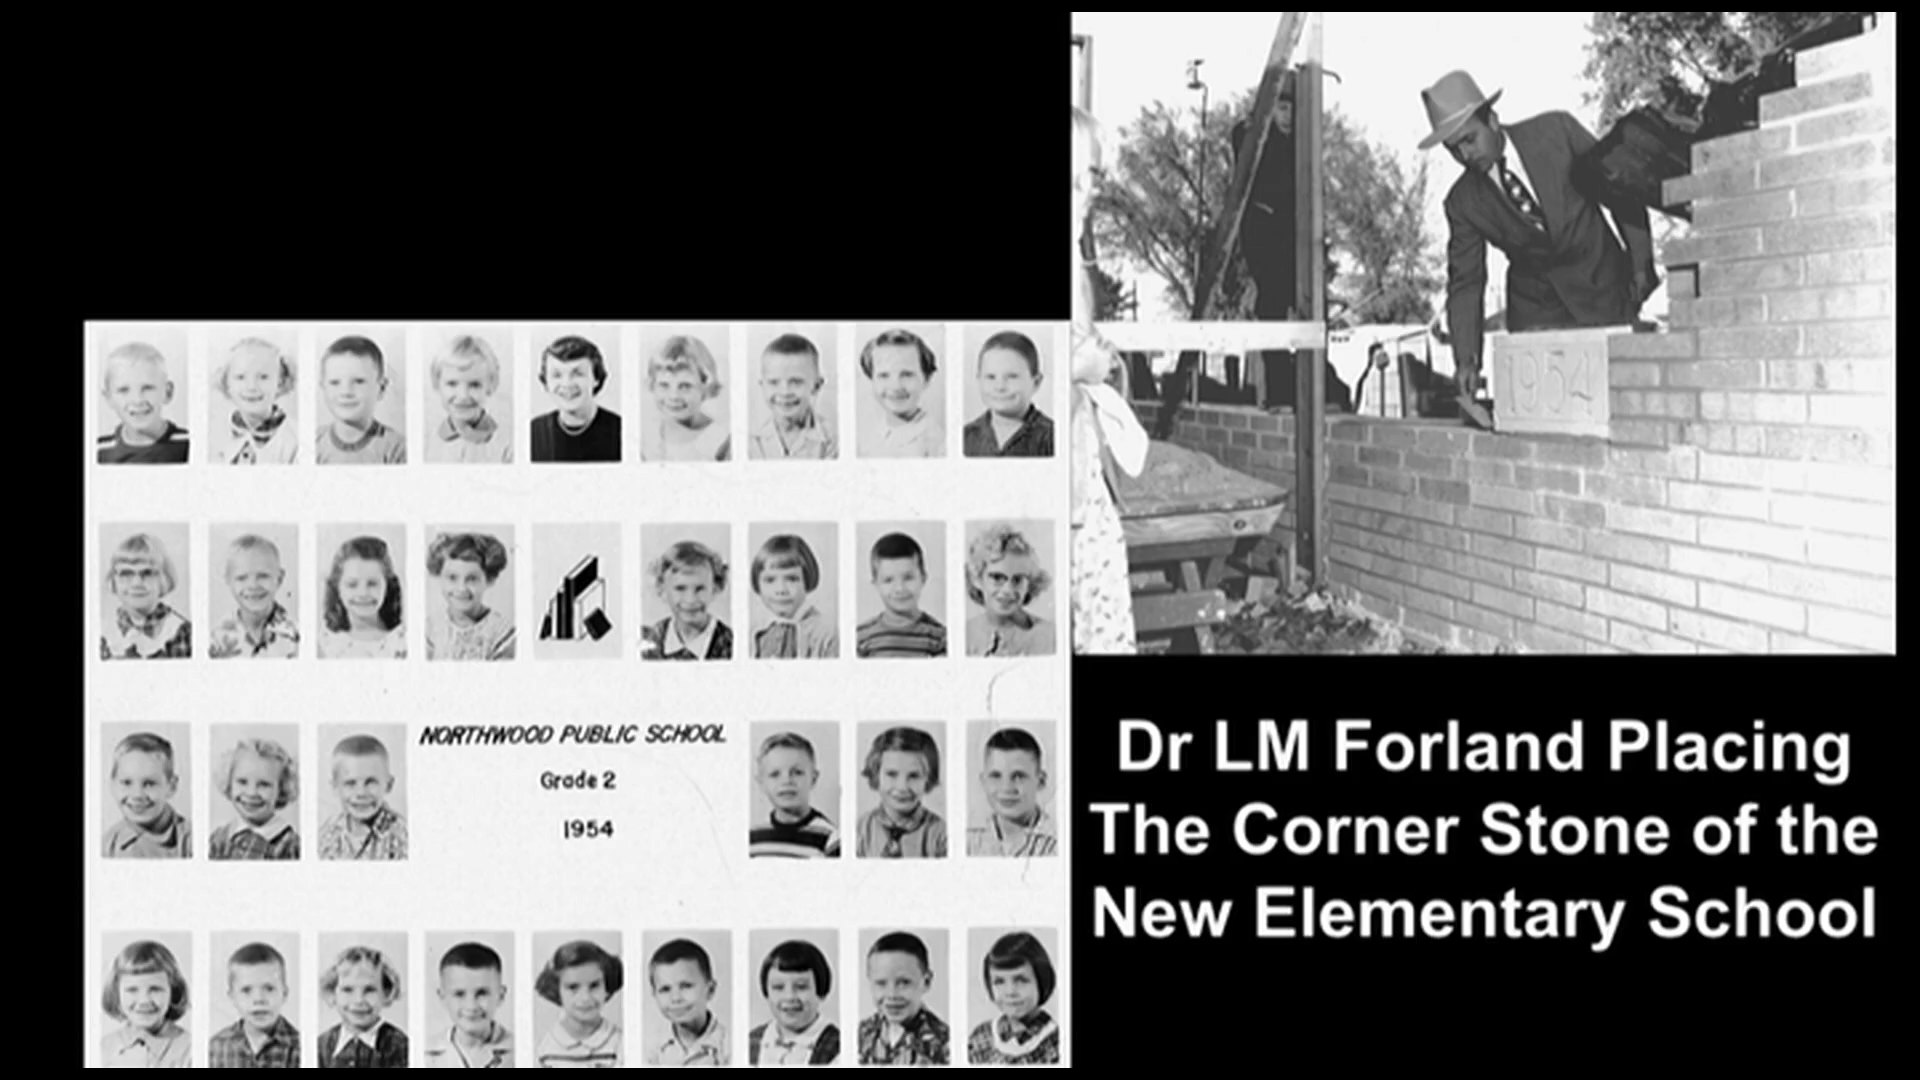 NORTHWOOD PUBLIC SCHOOL
Grade 2
1954
1954
Dr LM Forland Placing
The Corner Stone of the
New Elementary School